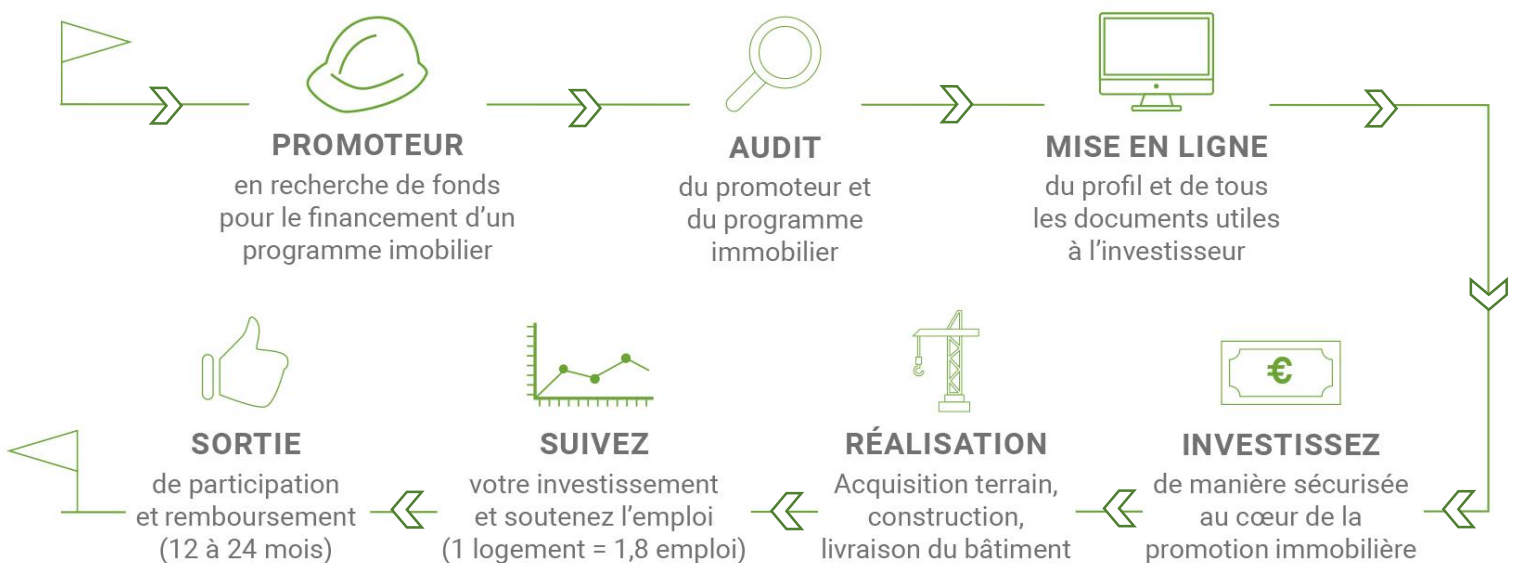 PROMOTEUR
en recherche de fonds
pour le financement d’un
programme imobilier
AUDIT
du promoteur et
du programme
immobilier
MISE EN LIGNE
du profil et de tous
les documents utiles
à l’investisseur
€
INVESTISSEZ
de manière sécurisée
au cœur de la
promotion immobilière
RÉALISATION
Acquisition terrain,
construction,
livraison du bâtiment
SUIVEZ
votre investissement
et soutenez l’emploi
(1 logement = 1,8 emploi)
SORTIE
de participation
et remboursement
(12 à 24 mois)